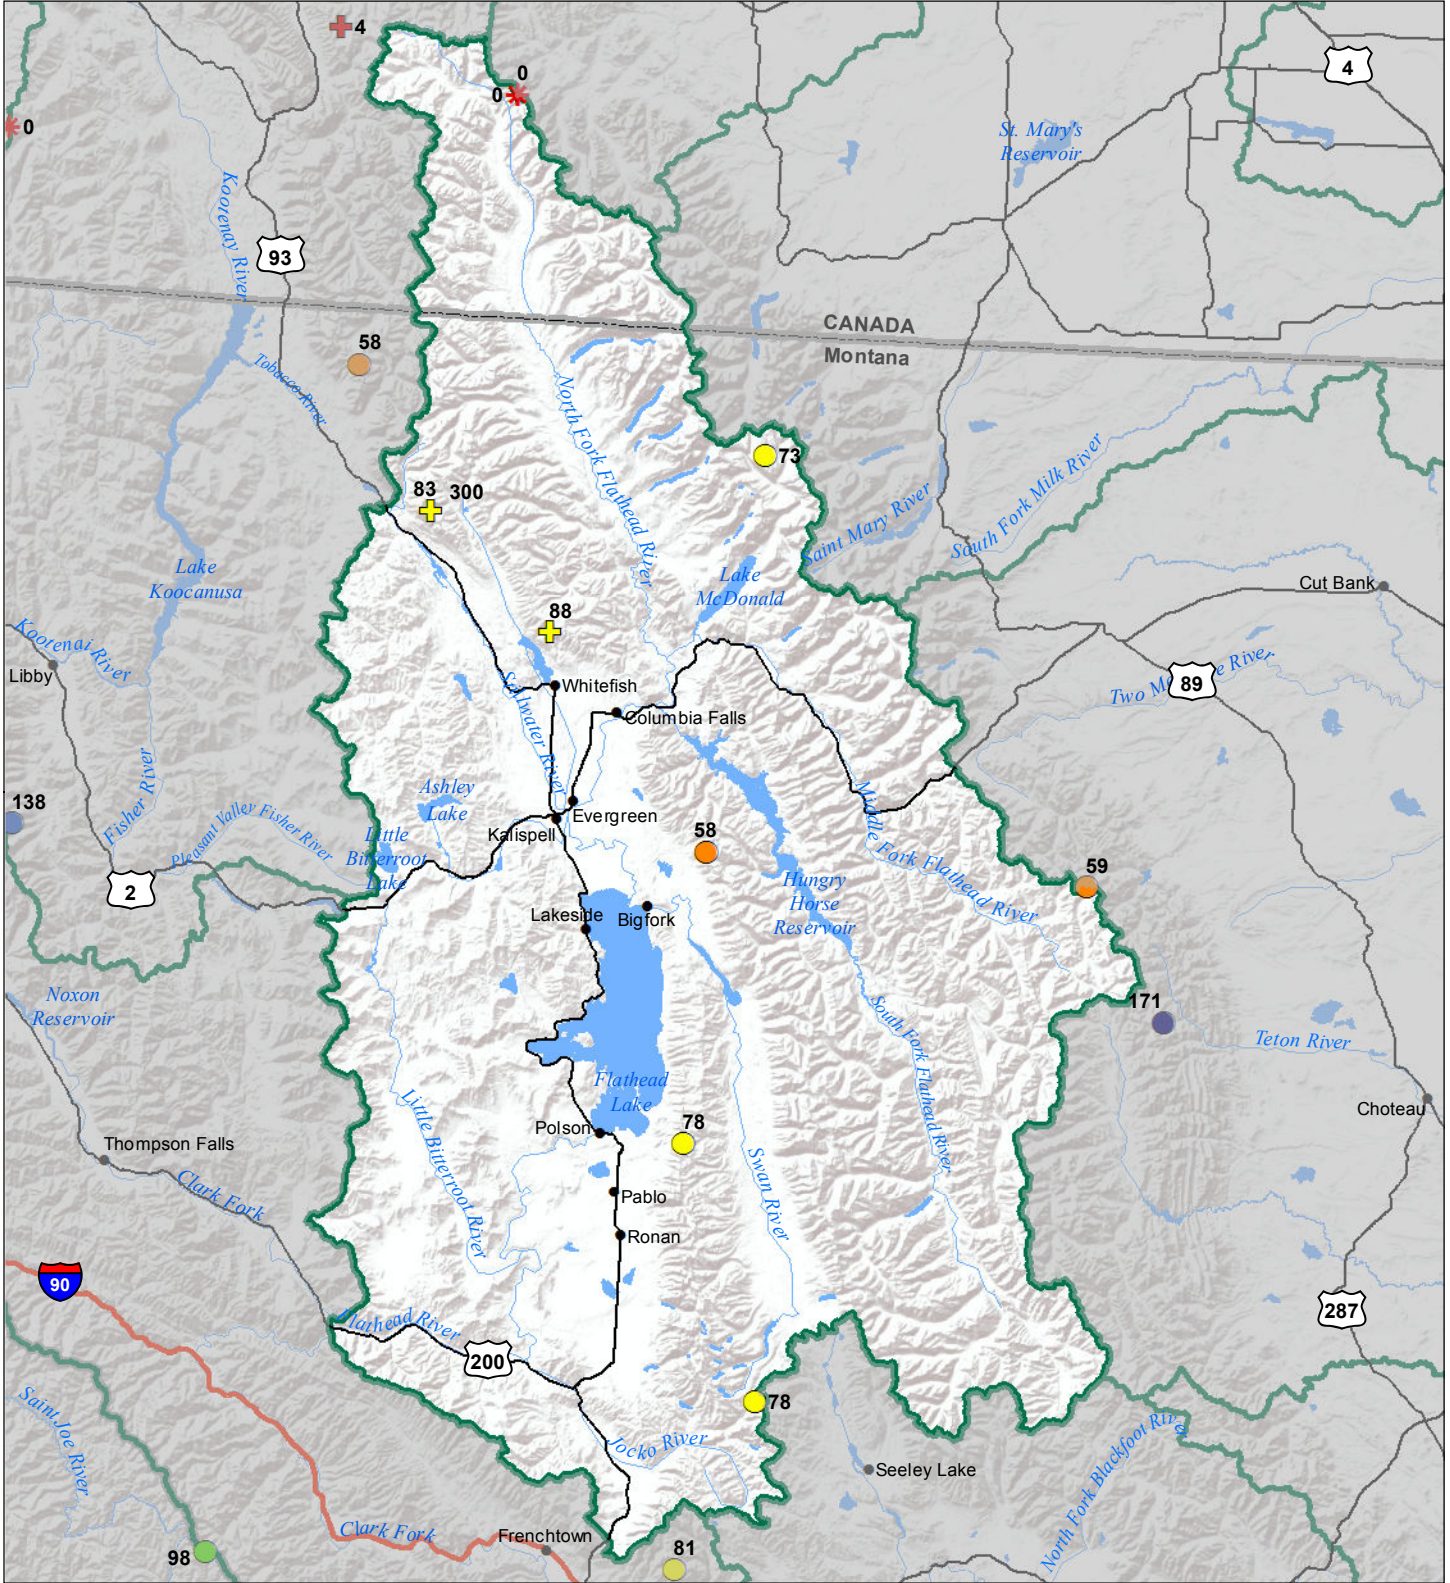 4
0
0
0
4
St. Mary's
Reservoir
Kootenay River
93
CANADA
Montana
58
Tobacco River
North Fork Flathead River
73
83
300
South Fork Milk River
Saint Mary River
Lake
Koocanusa
Lake
McDonald
Cut Bank
88
Kootenai River
Libby
Whitefish
89
Columbia Falls
Stillwater River
Fisher River
Ashley
Lake
Middle Fork Flathead River
138
Evergreen
Kalispell
Pleasant Valley Fisher River
Little
Bitterroot
Lake
58
59
2
Hungry
Horse
Reservoir
Lakeside
Bigfork
Noxon
Reservoir
171
South Fork Flathead River
Teton River
Flathead
Lake
Little Bitterroot River
Choteau
Polson
78
Thompson Falls
Swan River
Clark Fork
Pablo
Ronan
90
287
Flathead River
200
78
Saint Joe River
Jocko River
North Fork Blackfoot River
Seeley Lake
Clark Fork
Frenchtown
98
81